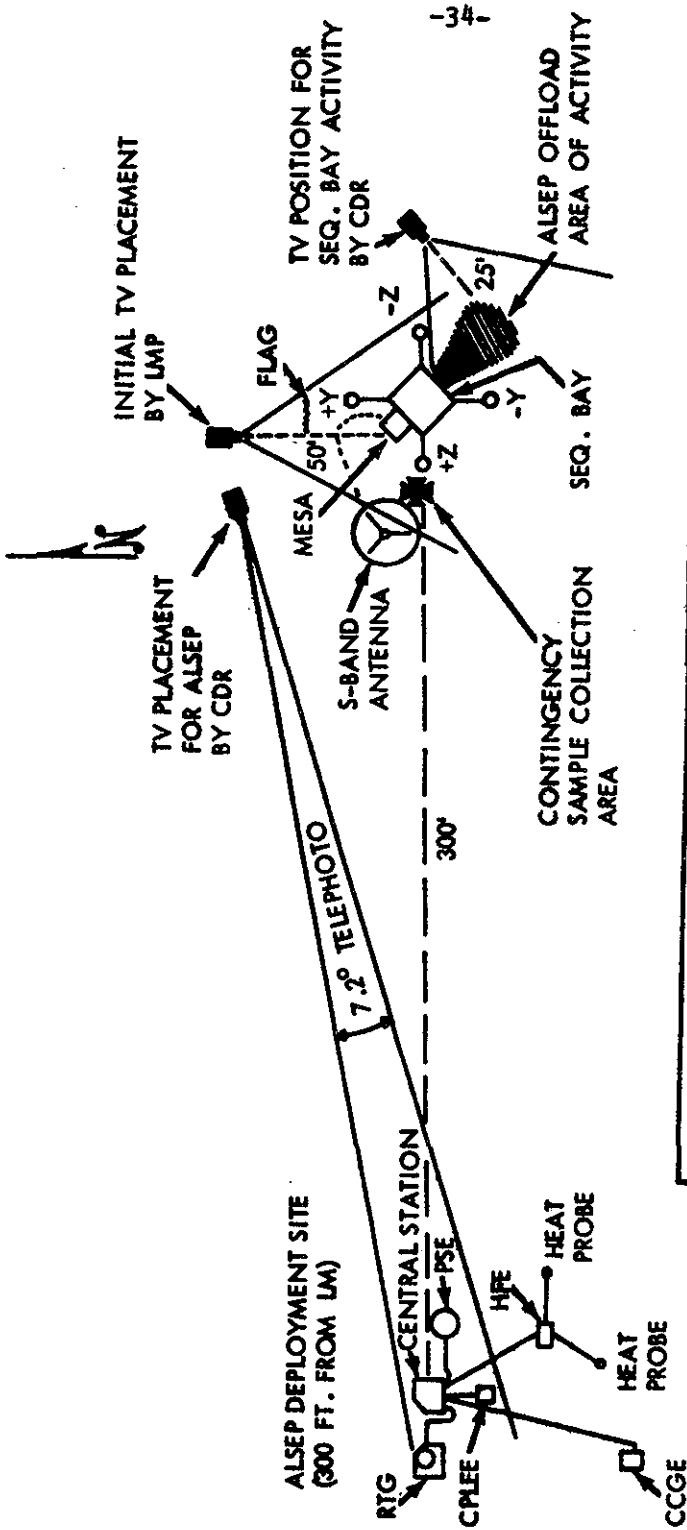 -34-
N
INITIAL TV PLACEMENT
BY LMP
TV PLACEMENT
FOR ALSEP
BY CDR
FLAG
TV POSITION FOR
SEQ. BAY ACTIVITY
BY CDR
50'
+Y
-Z
MESA
25'
S-BAND
ANTENNA
+Z
-Y
ALSEP OFFLOAD
AREA OF ACTIVITY
SEQ. BAY
CONTINGENCY
SAMPLE COLLECTION
AREA
7.2° TELEPHOTO
300'
ALSEP DEPLOYMENT SITE
(300 FT. FROM LM)
CENTRAL STATION
RTG
PSE
CPLEE
HFE
HEAT
PROBE
HEAT
PROBE
CCGE